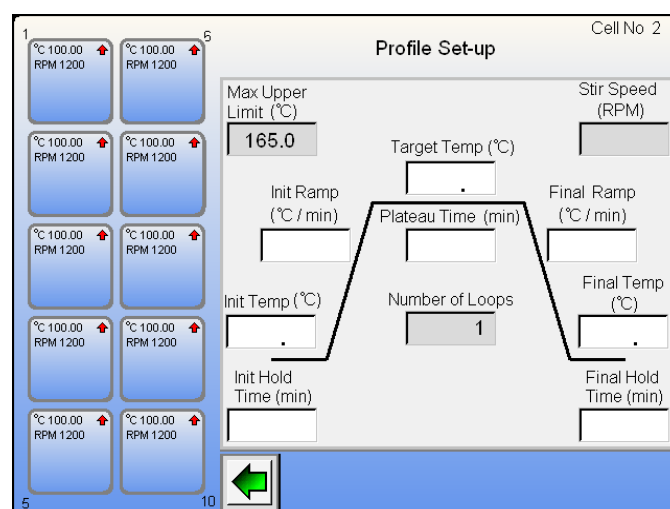 Cell No 2
Profile Set-up
1
6
°C 100.00
RPM 1200
°C 100.00
RPM 1200
°C 100.00
RPM 1200
°C 100.00
RPM 1200
°C 100.00
RPM 1200
°C 100.00
RPM 1200
°C 100.00
RPM 1200
°C 100.00
RPM 1200
°C 100.00
RPM 1200
°C 100.00
RPM 1200
5
10
Max Upper
Limit (°C)
165.0
Stir Speed
(RPM)
Target Temp (°C)
.
Init Ramp
(°C / min)
Plateau Time (min)
Final Ramp
(°C / min)
Init Temp (°C)
.
Number of Loops
1
Final Temp
(°C)
.
Init Hold
Time (min)
Final Hold
Time (min)